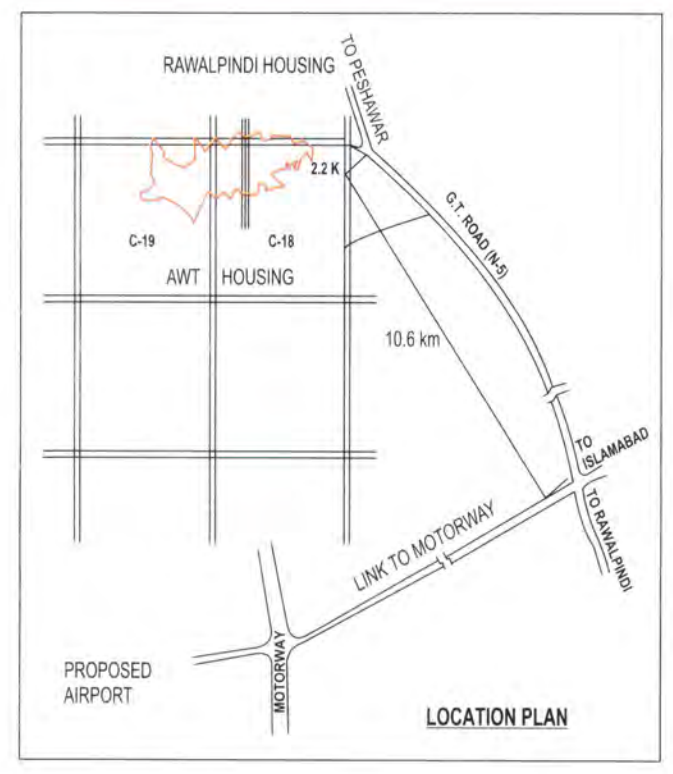 RAWALPINDI HOUSING
TO PESHAWAR
2.2 K
G.T. ROAD (N-5)
C-19
C-18
AWT HOUSING
10.6 km
TO
ISLAMABAD
TO RAWALPINDI
LINK TO MOTORWAY
MOTORWAY
PROPOSED
AIRPORT
LOCATION PLAN